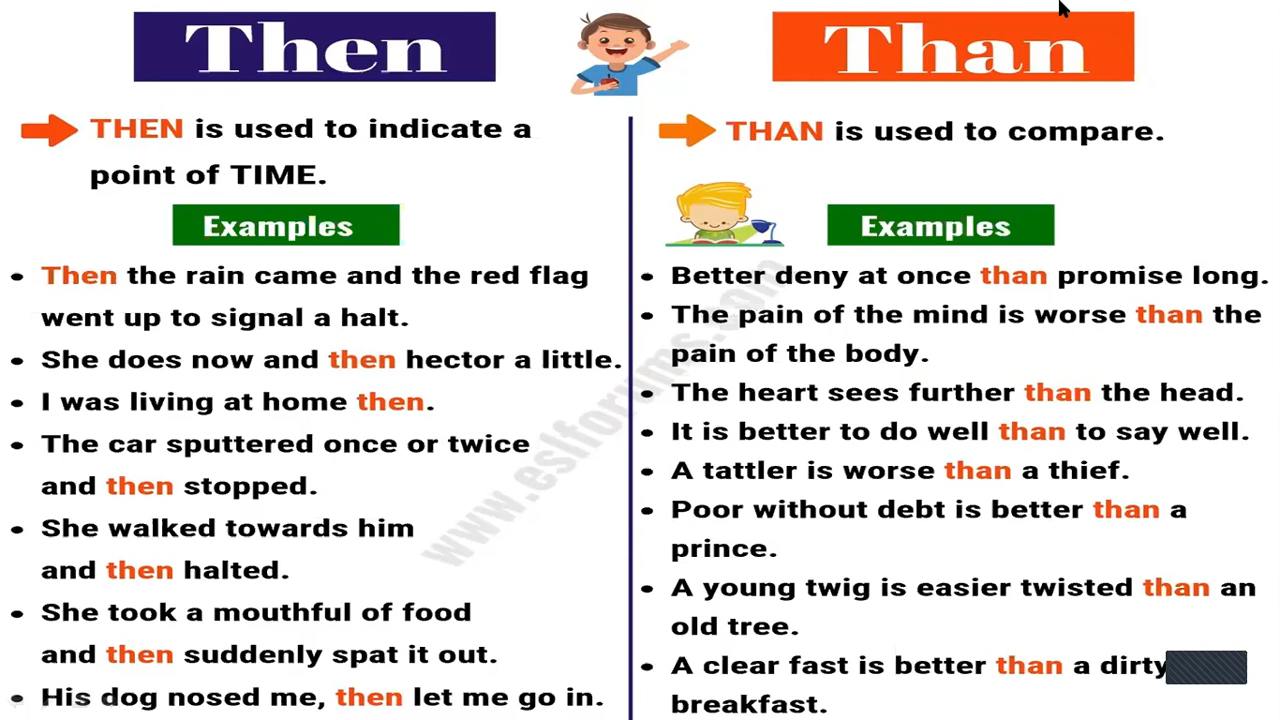 Then
Than
THEN is used to indicate a
point of TIME.
Examples
Then the rain came and the red flag
went up to signal a halt.
She does now and then hector a little.
I was living at home then.
The car sputtered once or twice
and then stopped.
She walked towards him
and then halted.
She took a mouthful of food
and then suddenly spat it out.
His dog nosed me, then let me go in.
THAN is used to compare.
Examples
Better deny at once than promise long.
The pain of the mind is worse than the
pain of the body.
The heart sees further than the head.
It is better to do well than to say well.
A tattler is worse than a thief.
Poor without debt is better than a
prince.
A young twig is easier twisted than an
old tree.
A clear fast is better than a dirty
breakfast.
www.eslforums.com